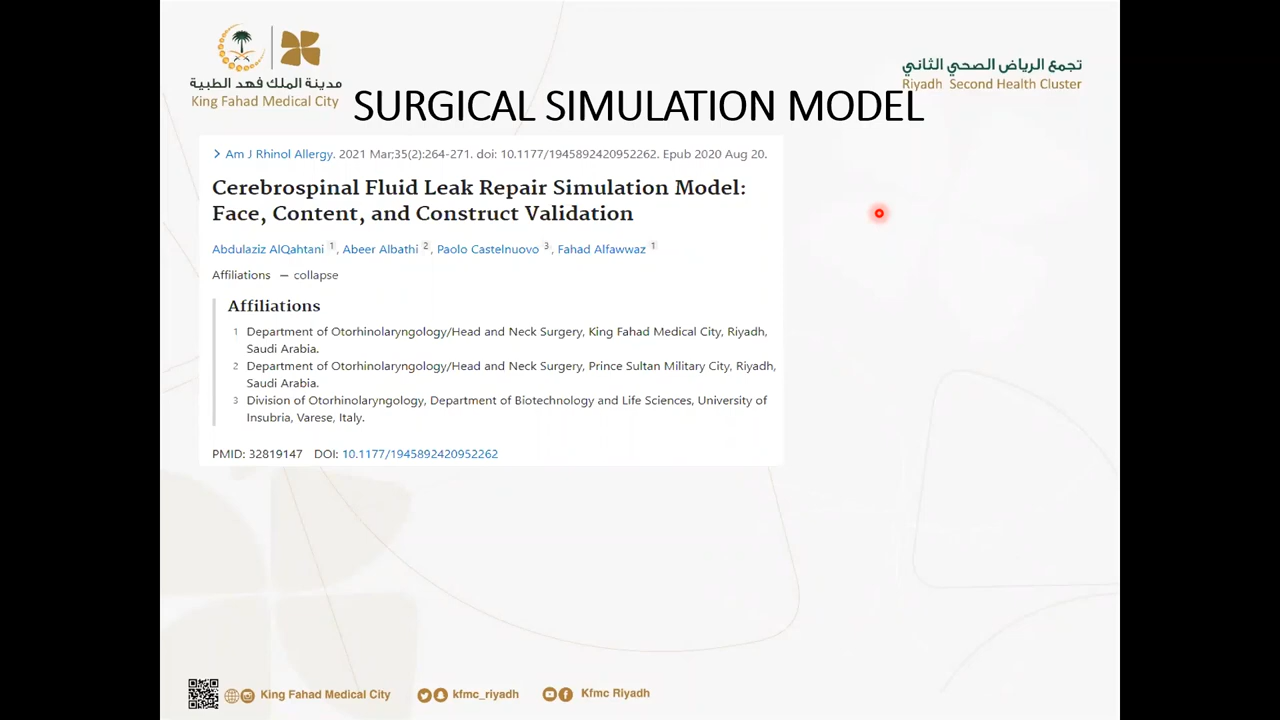 مدينة الملك فهد الطبية
King Fahad Medical City
تجمع الرياض الصحي الثاني
Riyadh Second Health Cluster
SURGICAL SIMULATION MODEL
Am J Rhinol Allergy. 2021 Mar;35(2):264-271. doi: 10.1177/1945892420952262. Epub 2020 Aug 20.
Cerebrospinal Fluid Leak Repair Simulation Model:
Face, Content, and Construct Validation
Abdulaziz AlQahtani 1, Abeer Albathi 2, Paolo Castelnuovo 3, Fahad Alfawwaz 1
Affiliations — collapse
Affiliations
1 Department of Otorhinolaryngology/Head and Neck Surgery, King Fahad Medical City, Riyadh,
Saudi Arabia.
2 Department of Otorhinolaryngology/Head and Neck Surgery, Prince Sultan Military City, Riyadh,
Saudi Arabia.
3 Division of Otorhinolaryngology, Department of Biotechnology and Life Sciences, University of
Insubria, Varese, Italy.
PMID: 32819147 DOI: 10.1177/1945892420952262
King Fahad Medical City kfmc_riyadh Kfmc Riyadh